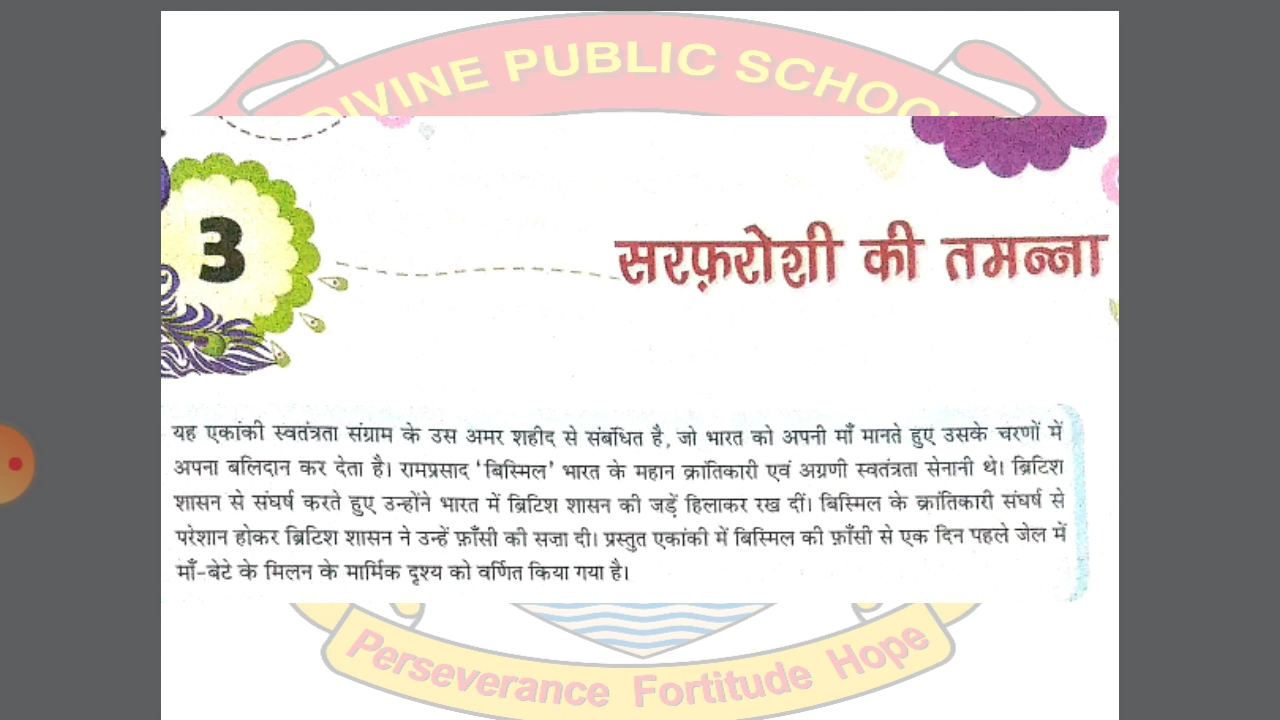 DIVINE PUBLIC SCHOOL
3
सरफ़रोशी की तमन्ना
यह एकांकी स्वतंत्रता संग्राम के उस अमर शहीद से संबंधित है, जो भारत को अपनी माँ मानते हुए उसके चरणों में
अपना बलिदान कर देता है। रामप्रसाद ‘बिस्मिल’ भारत के महान क्रांतिकारी एवं अग्रणी स्वतंत्रता सेनानी थे। ब्रिटिश
शासन से संघर्ष करते हुए उन्होंने भारत में ब्रिटिश शासन की जड़ें हिलाकर रख दीं। बिस्मिल के क्रांतिकारी संघर्ष से
परेशान होकर ब्रिटिश शासन ने उन्हें फ़ाँसी की सजा दी। प्रस्तुत एकांकी में बिस्मिल की फ़ाँसी से एक दिन पहले जेल में
माँ-बेटे के मिलन के मार्मिक दृश्य को वर्णित किया गया है।
Perseverance Fortitude Hope